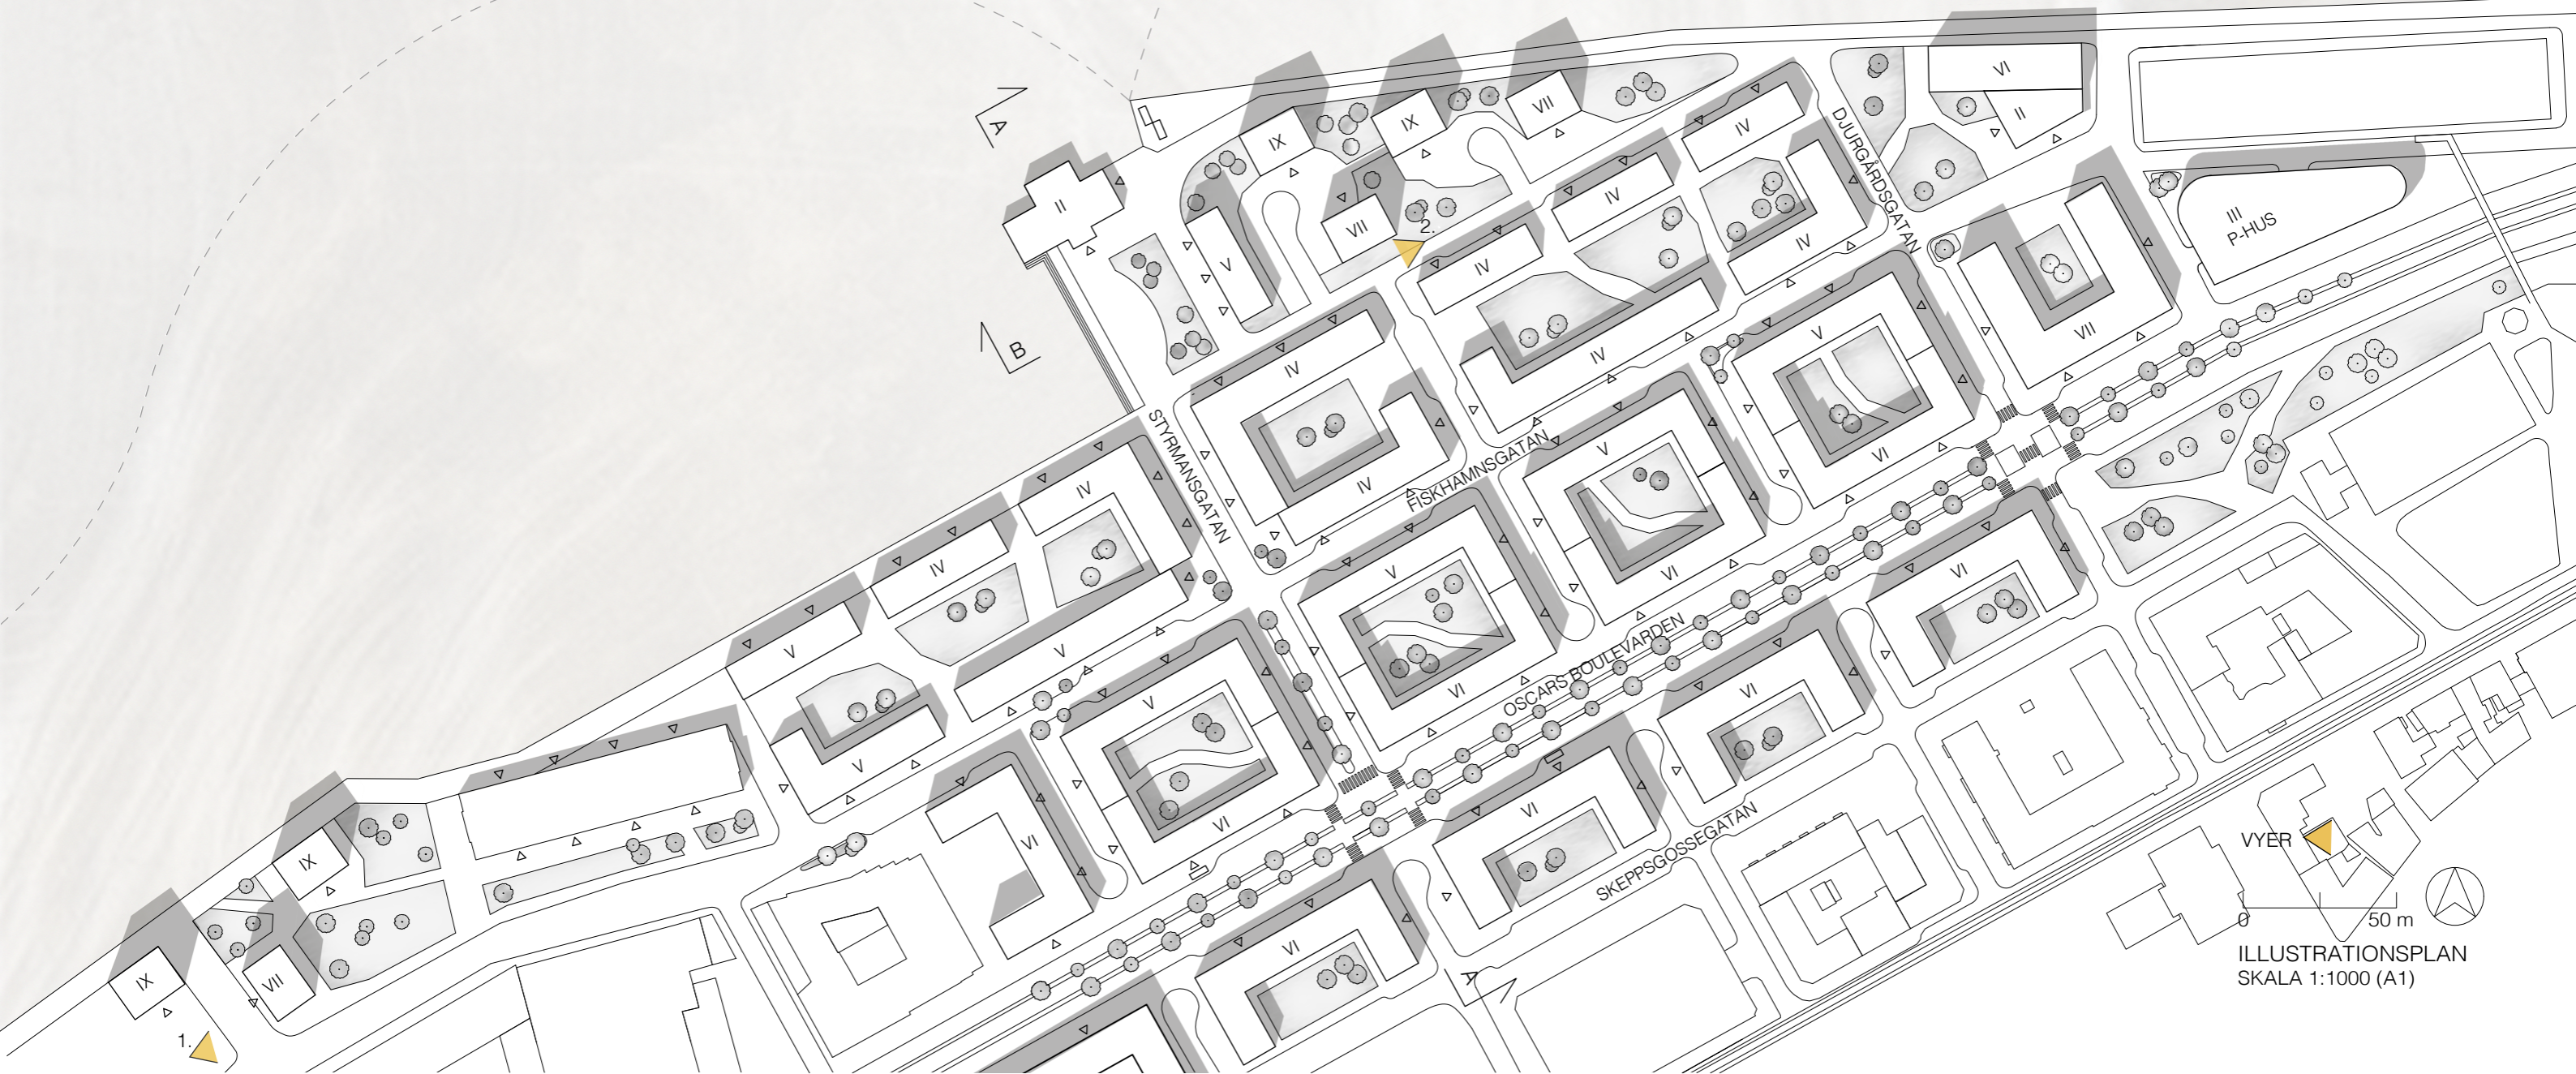 VI
IX
IX
VII
II
A
IV
DJURGÅRDSGATAN
II
IV
III
P-HUS
VII
2.
V
IV
IV
VII
B
IV
IV
V
STYRMANSGATAN
V
FISKHAMNSGATAN
VI
IV
IV
IV
V
VI
VI
V
V
VI
OSCARS BOULEVARDEN
VI
V
V
VI
VI
VI
SKEPPSGOSSEGATAN
VYER
IX
VI
0
50 m
ILLUSTRATIONSPLAN
SKALA 1:1000 (A1)
IX
VII
A
1.